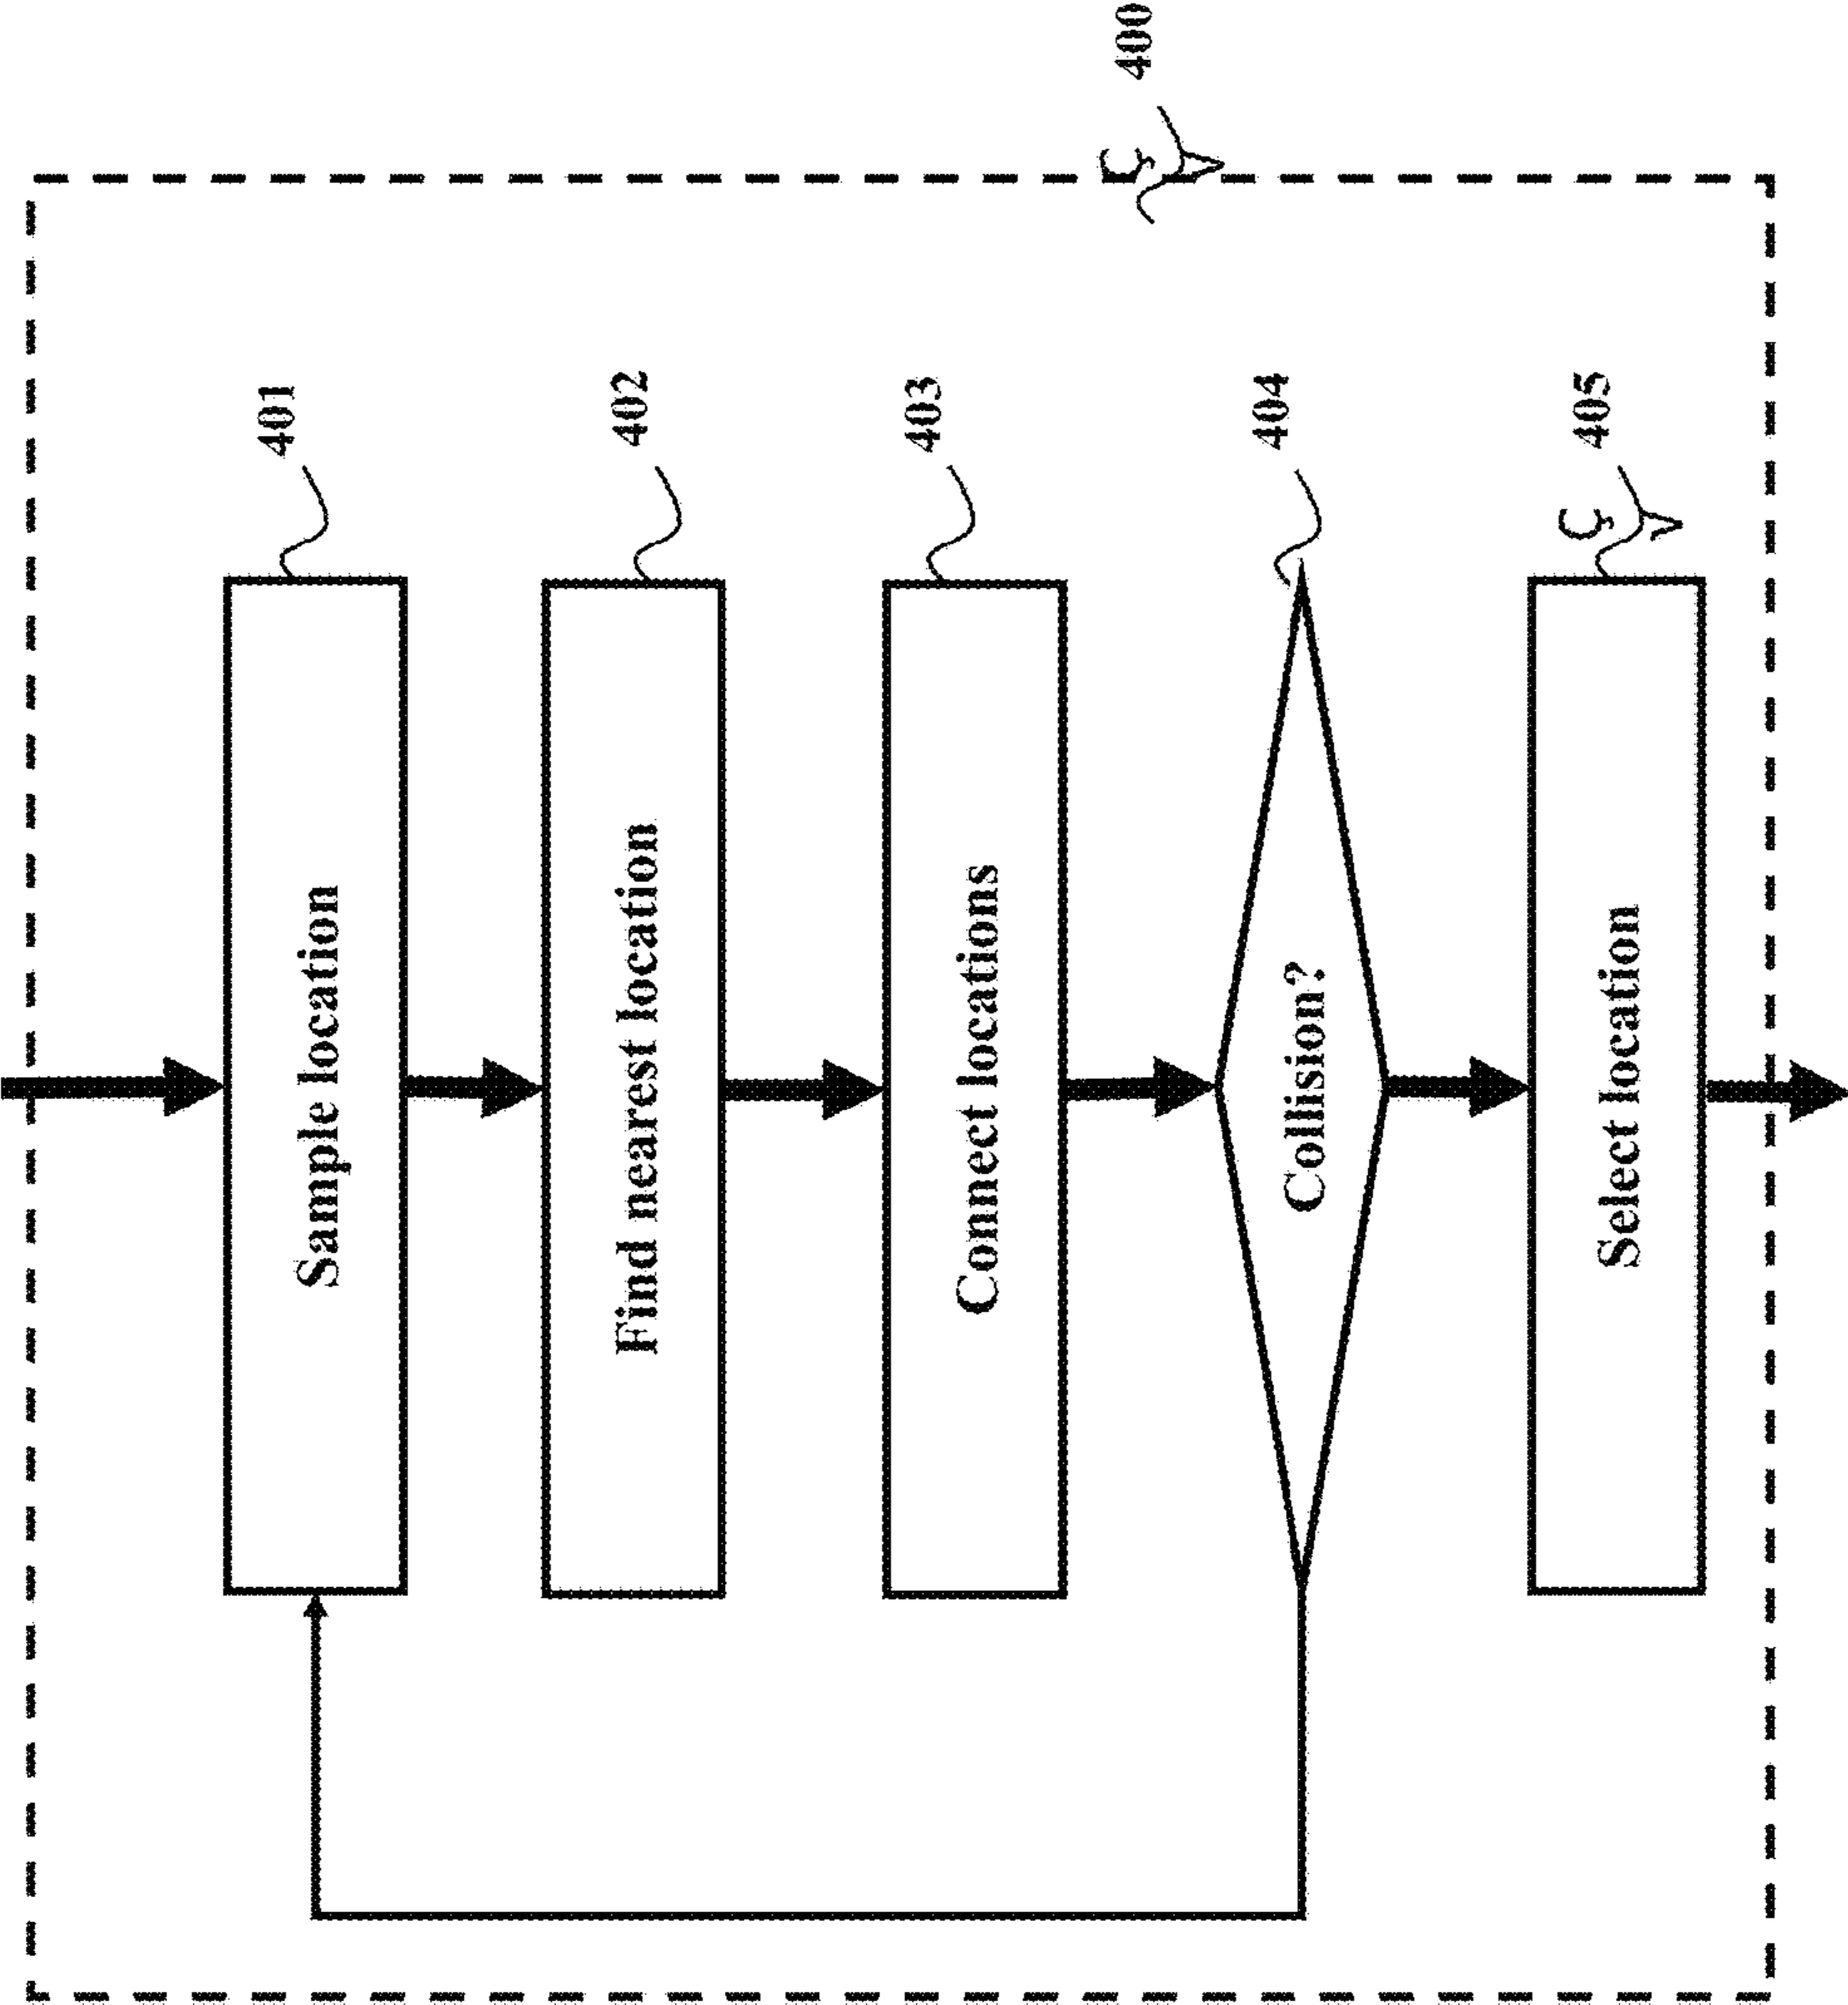 400
401
Sample location
402
Find nearest location
403
Connect locations
404
Collision?
405
Select location